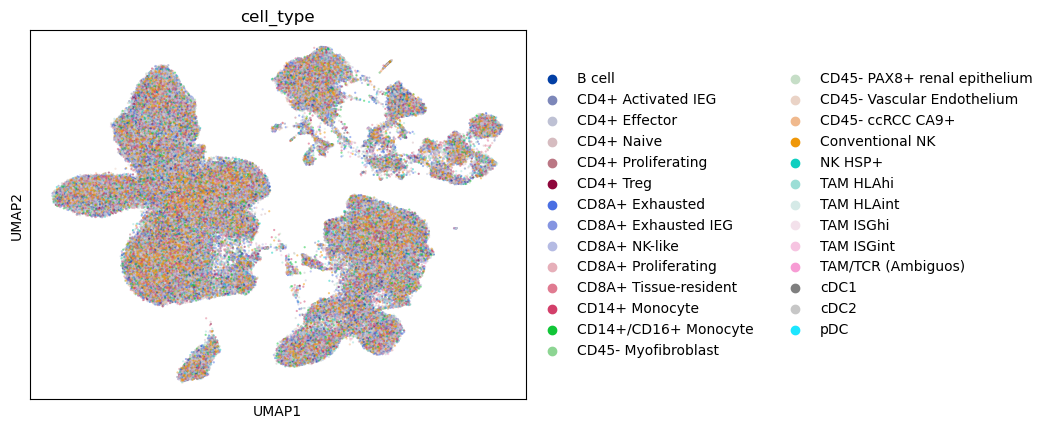 cell_type
UMAP2
UMAP1
B cell
CD4+ Activated IEG
CD4+ Effector
CD4+ Naive
CD4+ Proliferating
CD4+ Treg
CD8A+ Exhausted
CD8A+ Exhausted IEG
CD8A+ NK-like
CD8A+ Proliferating
CD8A+ Tissue-resident
CD14+ Monocyte
CD14+/CD16+ Monocyte
CD45- Myofibroblast
CD45- PAX8+ renal epithelium
CD45- Vascular Endothelium
CD45- ccRCC CA9+
Conventional NK
NK HSP+
TAM HLAhi
TAM HLAint
TAM ISGhi
TAM ISGint
TAM/TCR (Ambiguos)
cDC1
cDC2
pDC